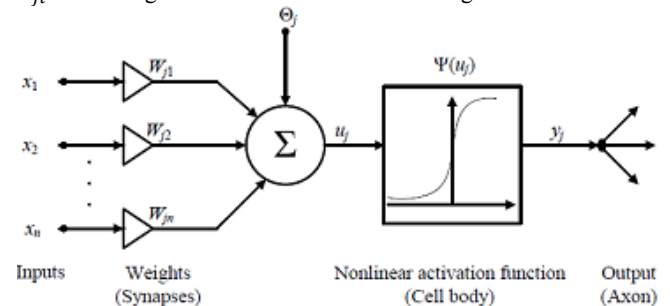 Θj
x1 Wj1 Ψ(uj)
x2 Wj2 Σ uj yj
xn Wjn
Inputs Weights Nonlinear activation function Output
(Synapses) (Cell body) (Axon)